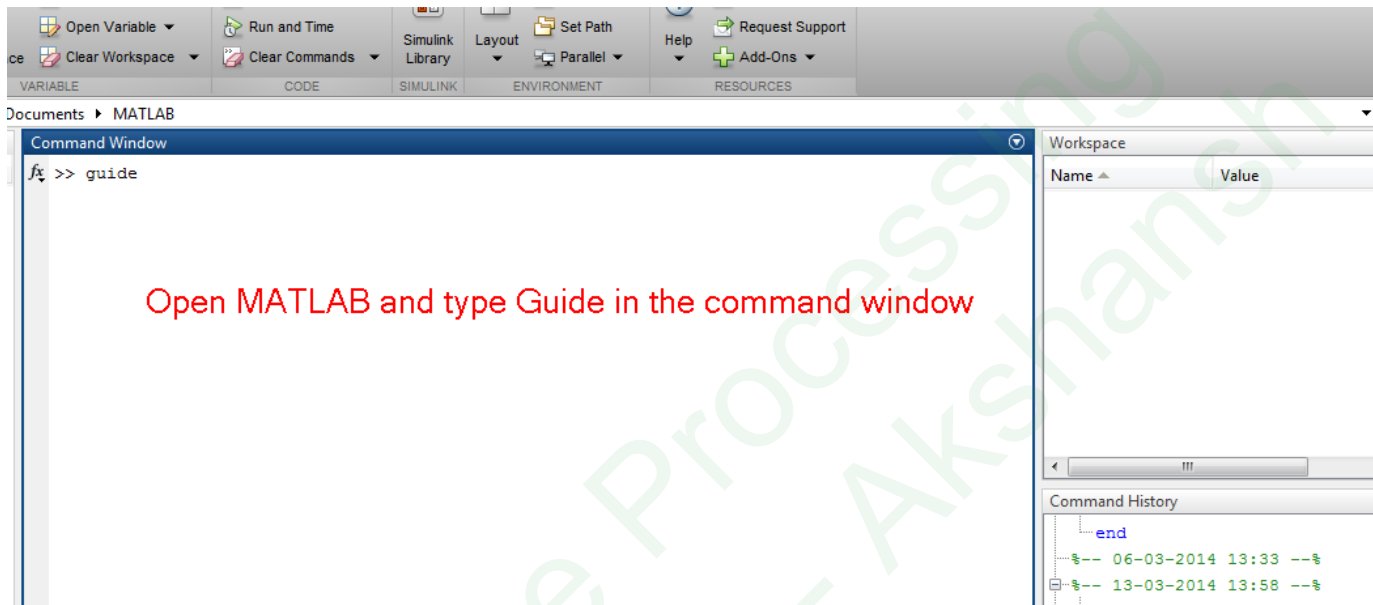 Open Variable
Run and Time
Set Path
Request Support
Simulink
Library
Layout
Help
ce
Clear Workspace
Clear Commands
Parallel
Add-Ons
VARIABLE
CODE
SIMULINK
ENVIRONMENT
RESOURCES
Documents MATLAB
Command Window
fx >> guide
Open MATLAB and type Guide in the command window
Workspace
Name Value
Command History
end
%-- 06-03-2014 13:33 --%
%-- 13-03-2014 13:58 --%
e Processing
- Akshansh